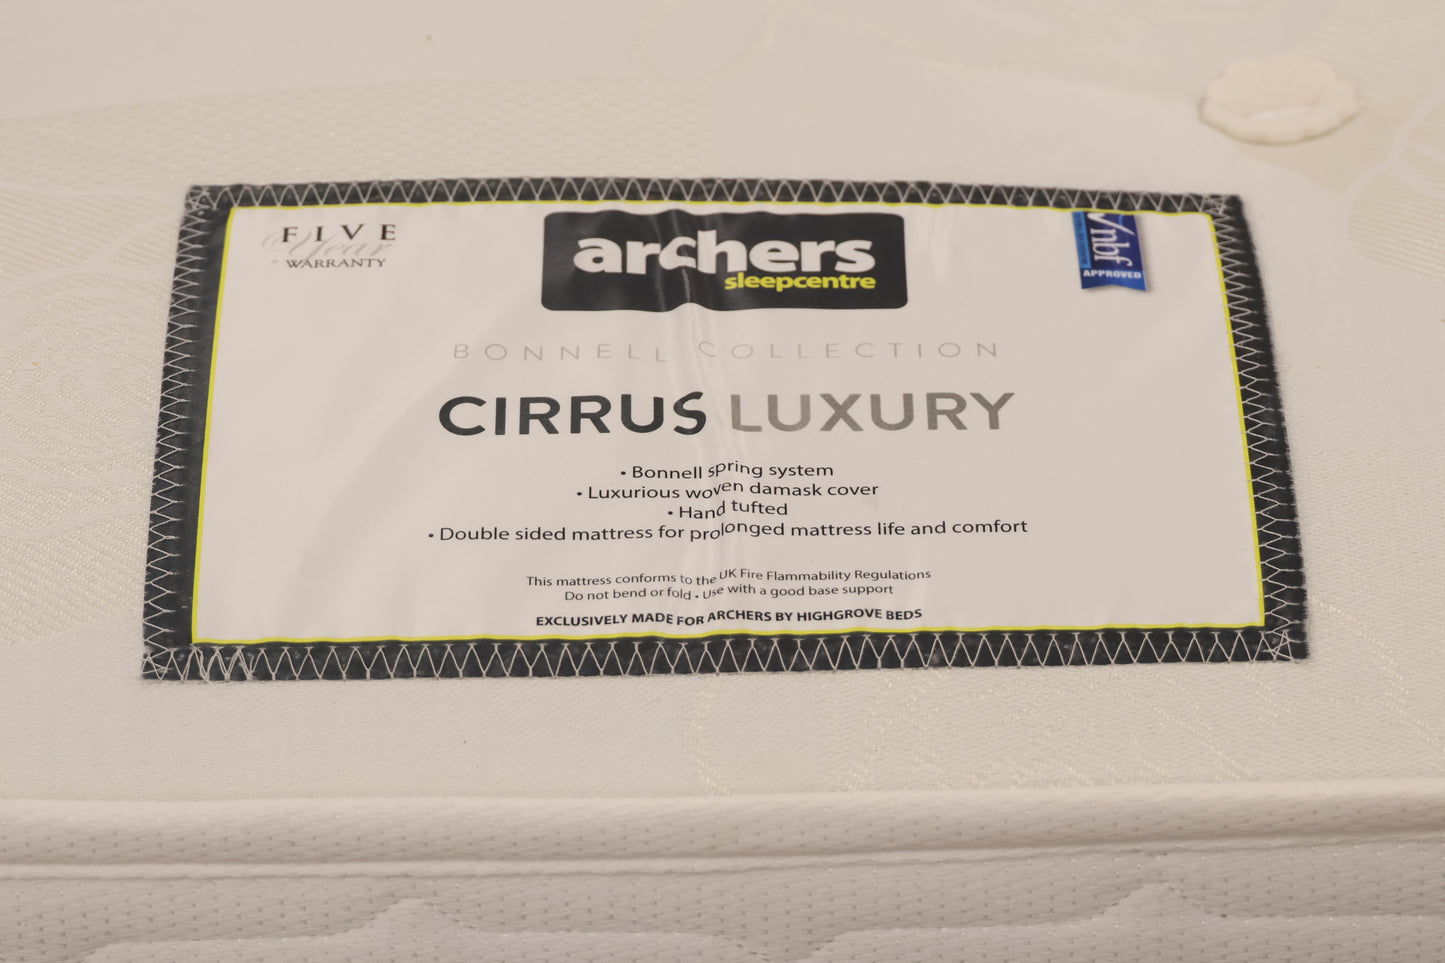 FIVE
Year
WARRANTY
archers
sleepcentre
nbf
APPROVED
BONNELL COLLECTION
CIRRUS LUXURY
• Bonnell spring system
• Luxurious woven damask cover
• Hand tufted
• Double sided mattress for prolonged mattress life and comfort
This mattress conforms to the UK Fire Flammability Regulations
Do not bend or fold • Use with a good base support
EXCLUSIVELY MADE FOR ARCHERS BY HIGHGROVE BEDS